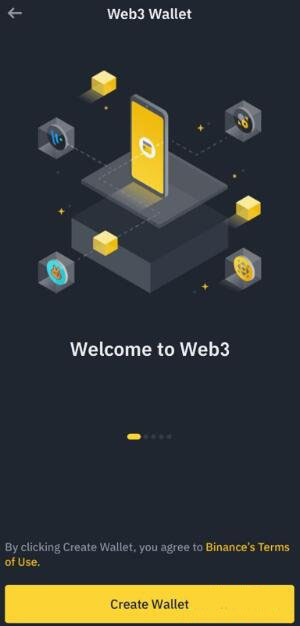 Web3 Wallet
Welcome to Web3
By clicking Create Wallet, you agree to Binance's Terms
of Use.
Create Wallet